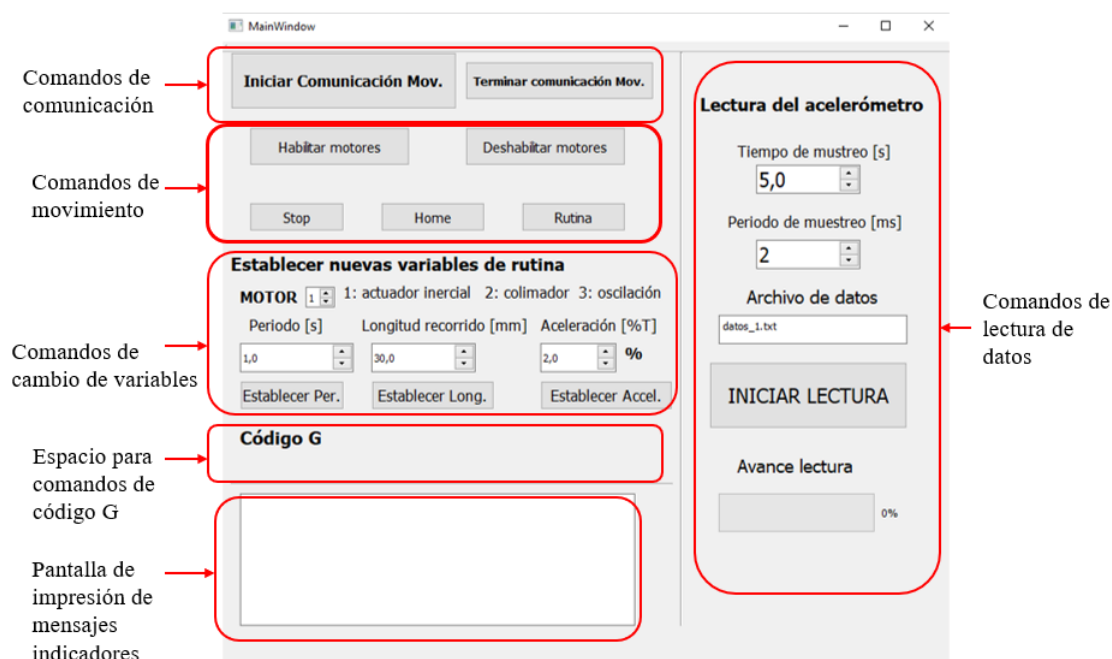 MainWindow
Comandos de
comunicación
Iniciar Comunicación Mov.
Terminar comunicación Mov.
Comandos de
movimiento
Habilitar motores
Deshabilitar motores
Stop
Home
Rutina
Comandos de
cambio de variables
Establecer nuevas variables de rutina
MOTOR 1 1: actuador inercial 2: colimador 3: oscilación
Periodo [s]
Longitud recorrido [mm]
Aceleración [%T]
1,0
30,0
2,0 %
Establecer Per.
Establecer Long.
Establecer Accel.
Espacio para
comandos de
código G
Código G
Pantalla de
impresión de
mensajes
indicadores
Lectura del acelerómetro
Tiempo de mustreo [s]
5,0
Periodo de muestreo [ms]
2
Archivo de datos
datos_1.txt
INICIAR LECTURA
Avance lectura
0%
Comandos de
lectura de
datos